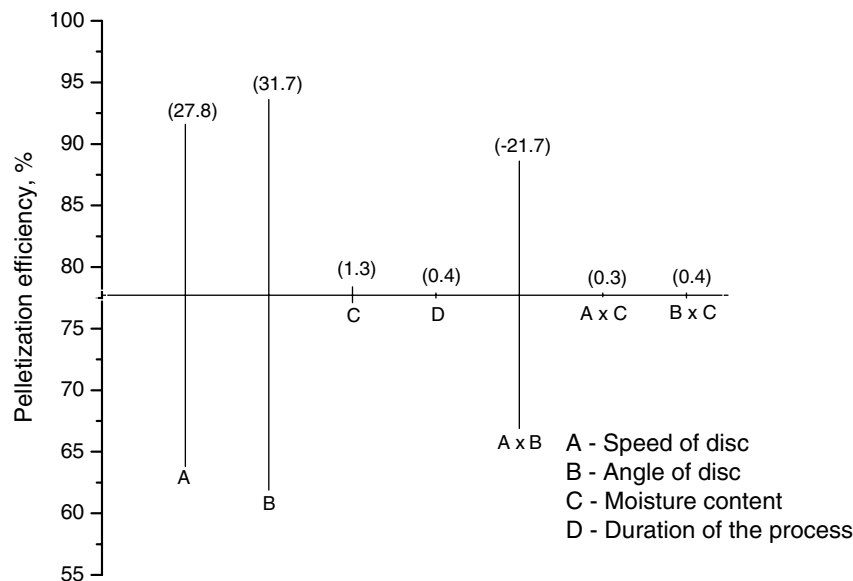 Pelletization efficiency, %
100
95
90
85
80
75
70
65
60
55
(27.8)
(31.7)
(1.3)
(0.4)
(-21.7)
(0.3)
(0.4)
A
B
C
D
A x B
A x C
B x C
A - Speed of disc
B - Angle of disc
C - Moisture content
D - Duration of the process